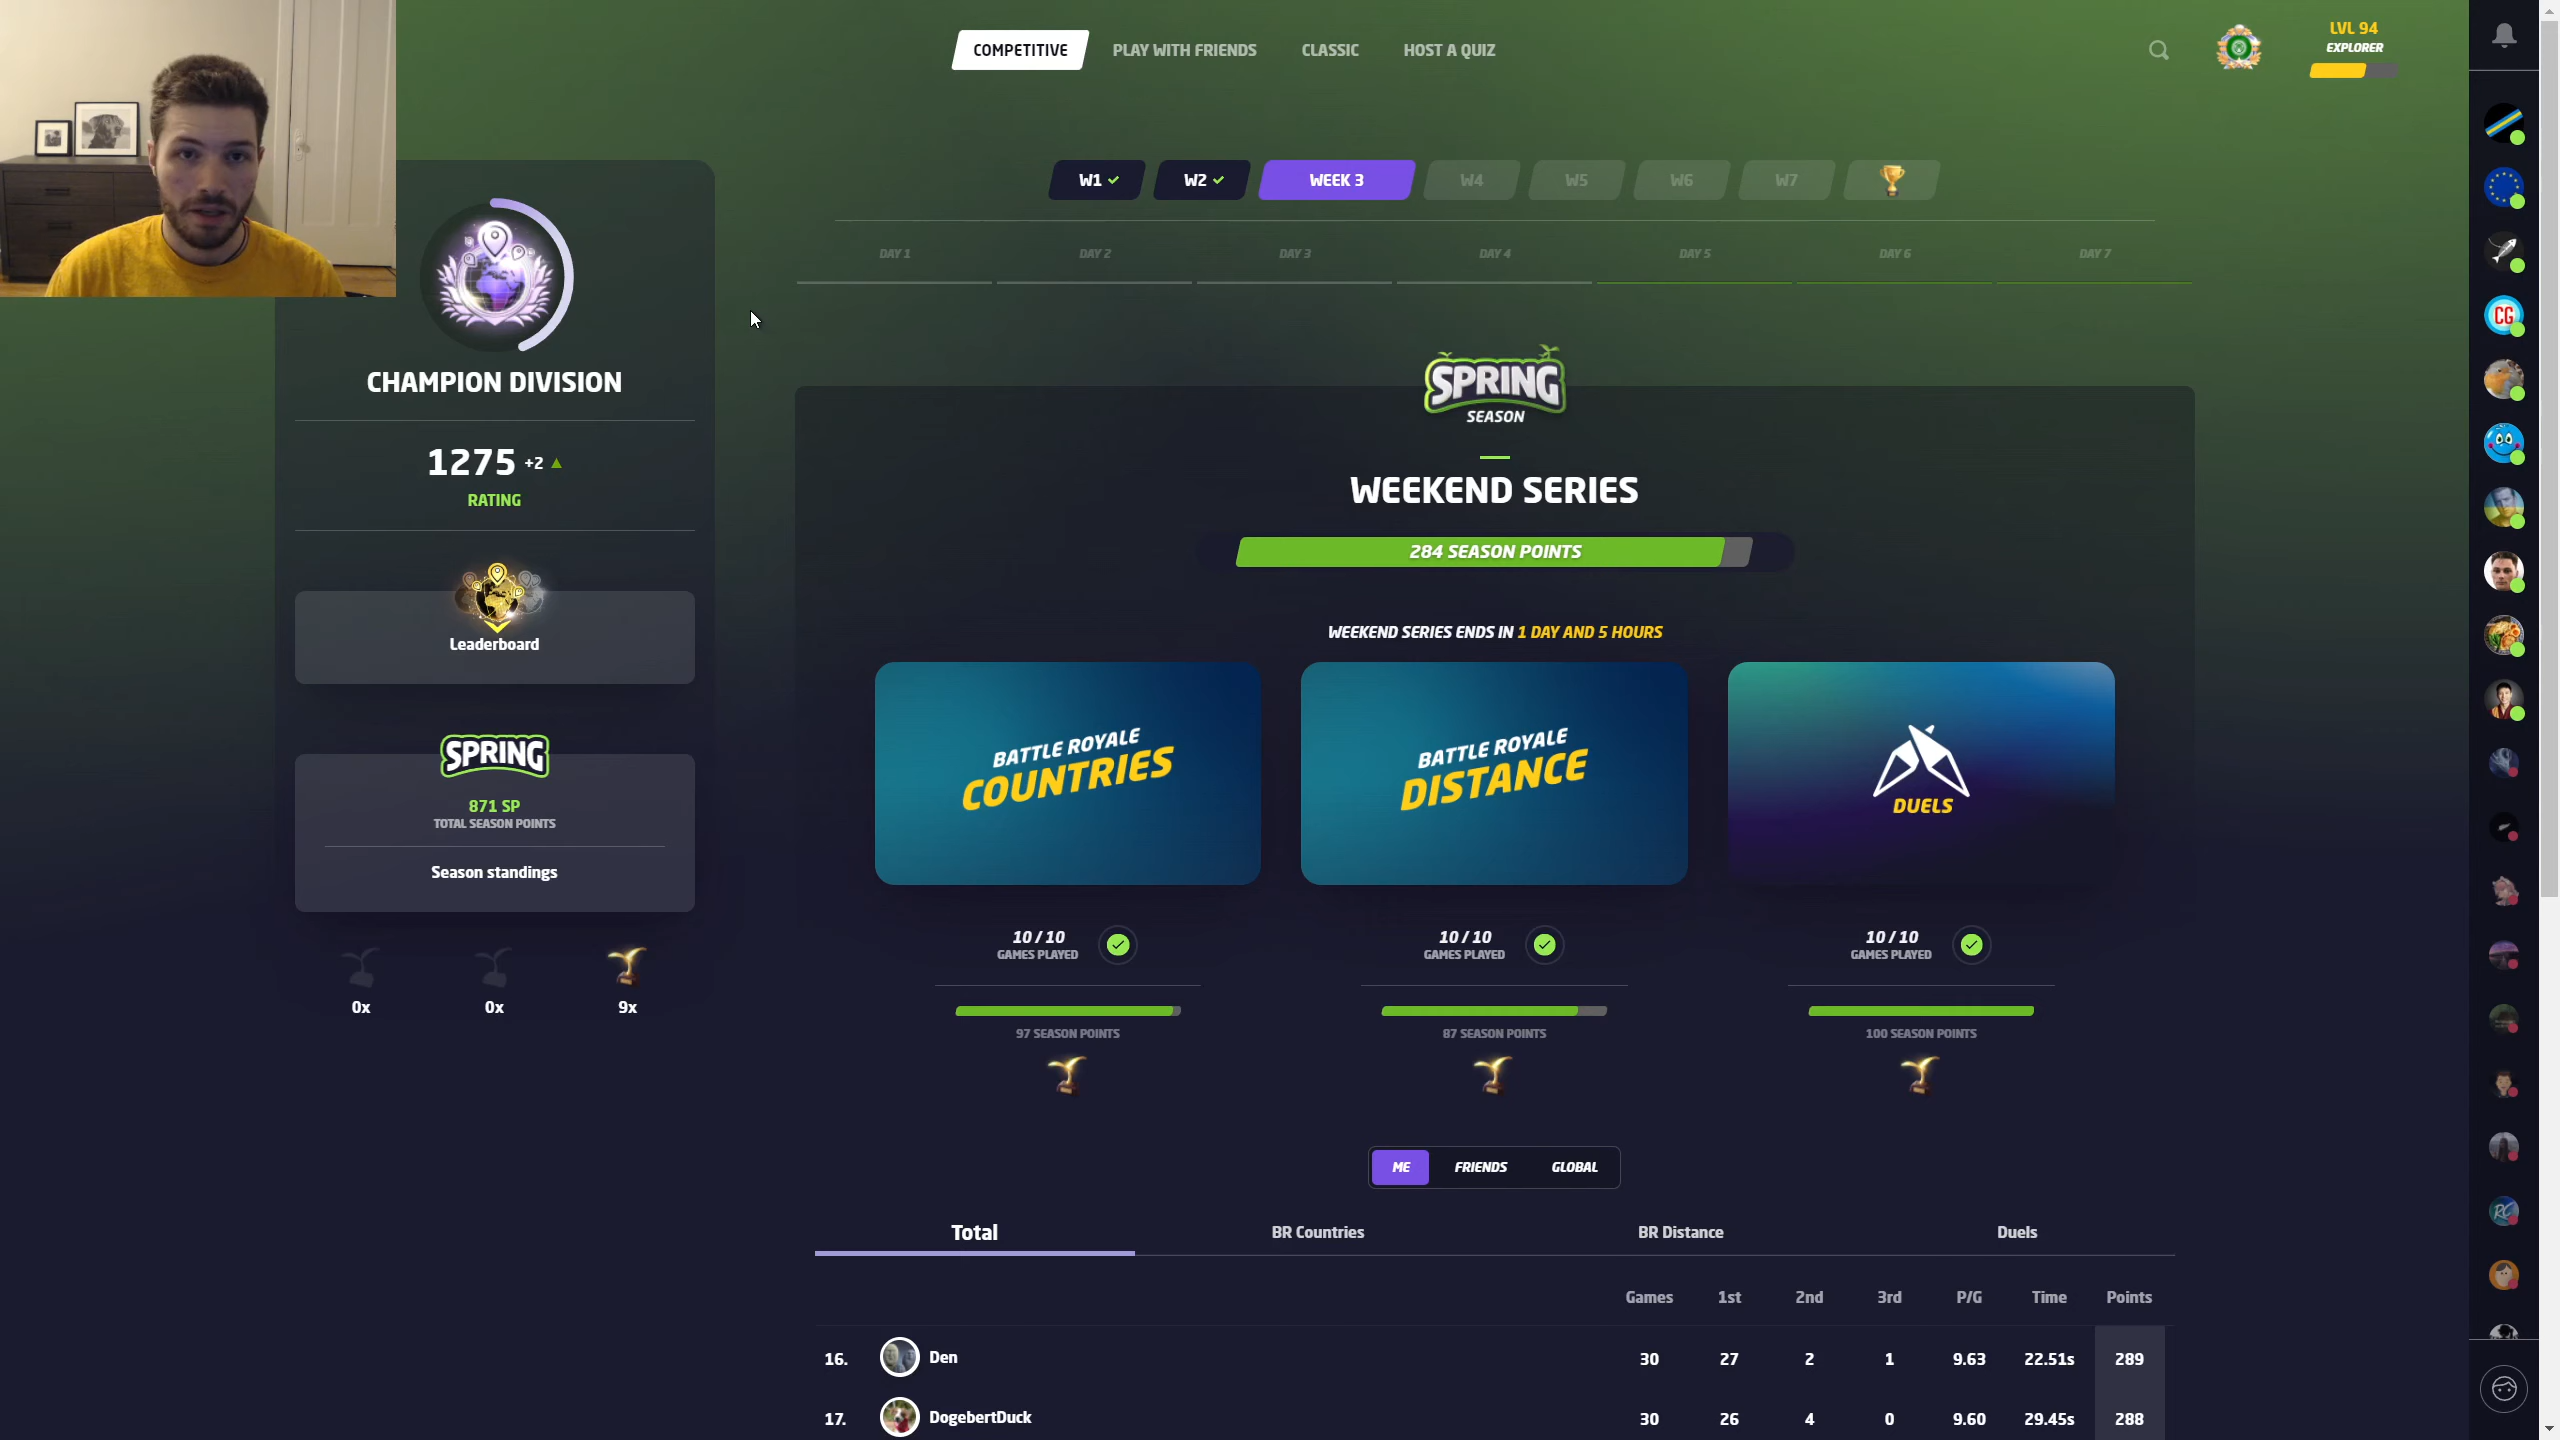 COMPETITIVE
PLAY WITH FRIENDS
CLASSIC
HOST A QUIZ
LVL 94
EXPLORER
W1
W2
WEEK 3
W4
W5
W6
W7
DAY 1
DAY 2
DAY 3
DAY 4
DAY 5
DAY 6
DAY 7
CHAMPION DIVISION
1275 +2
RATING
Leaderboard
SPRING
871 SP
TOTAL SEASON POINTS
Season standings
0x
0x
9x
SPRING
SEASON
WEEKEND SERIES
284 SEASON POINTS
WEEKEND SERIES ENDS IN 1 DAY AND 5 HOURS
BATTLE ROYALE
COUNTRIES
BATTLE ROYALE
DISTANCE
DUELS
10 / 10
GAMES PLAYED
10 / 10
GAMES PLAYED
10 / 10
GAMES PLAYED
97 SEASON POINTS
87 SEASON POINTS
100 SEASON POINTS
ME
FRIENDS
GLOBAL
Total
BR Countries
BR Distance
Duels
Games 1st 2nd 3rd P/G Time Points
16. Den 30 27 2 1 9.63 22.51s 289
17. DogebertDuck 30 26 4 0 9.60 29.45s 288
CG
RC